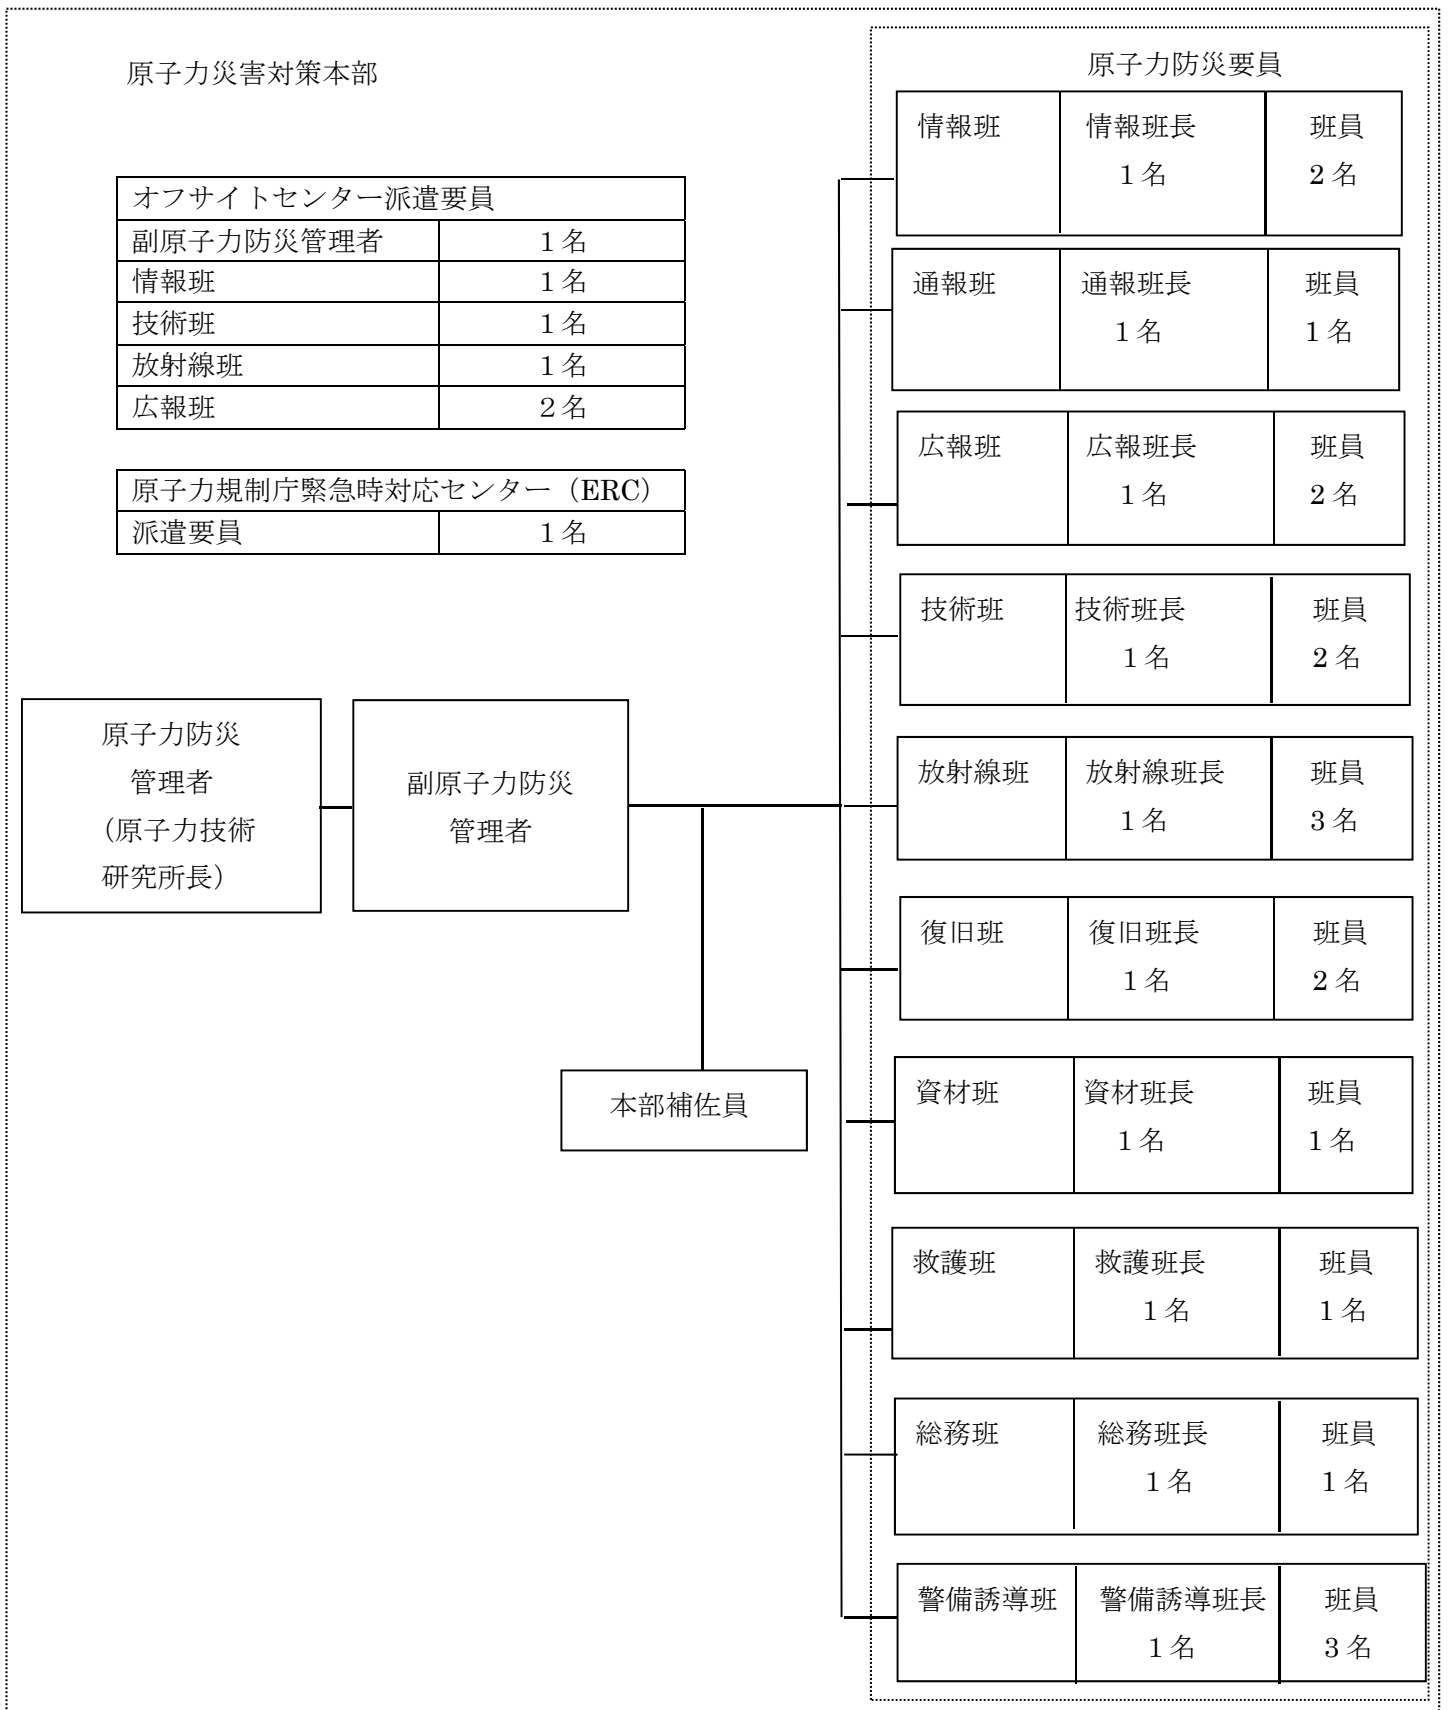 原子力災害対策本部
オフサイトセンター派遣要員
副原子力防災管理者 1名
情報班 1名
技術班 1名
放射線班 1名
広報班 2名
原子力規制庁緊急時対応センター（ERC）
派遣要員 1名
原子力防災
管理者
（原子力技術
研究所長）
副原子力防災
管理者
本部補佐員
原子力防災要員
情報班 情報班長 班員
1名 2名
通報班 通報班長 班員
1名 1名
広報班 広報班長 班員
1名 2名
技術班 技術班長 班員
1名 2名
放射線班 放射線班長 班員
1名 3名
復旧班 復旧班長 班員
1名 2名
資材班 資材班長 班員
1名 1名
救護班 救護班長 班員
1名 1名
総務班 総務班長 班員
1名 1名
警備誘導班 警備誘導班長 班員
1名 3名